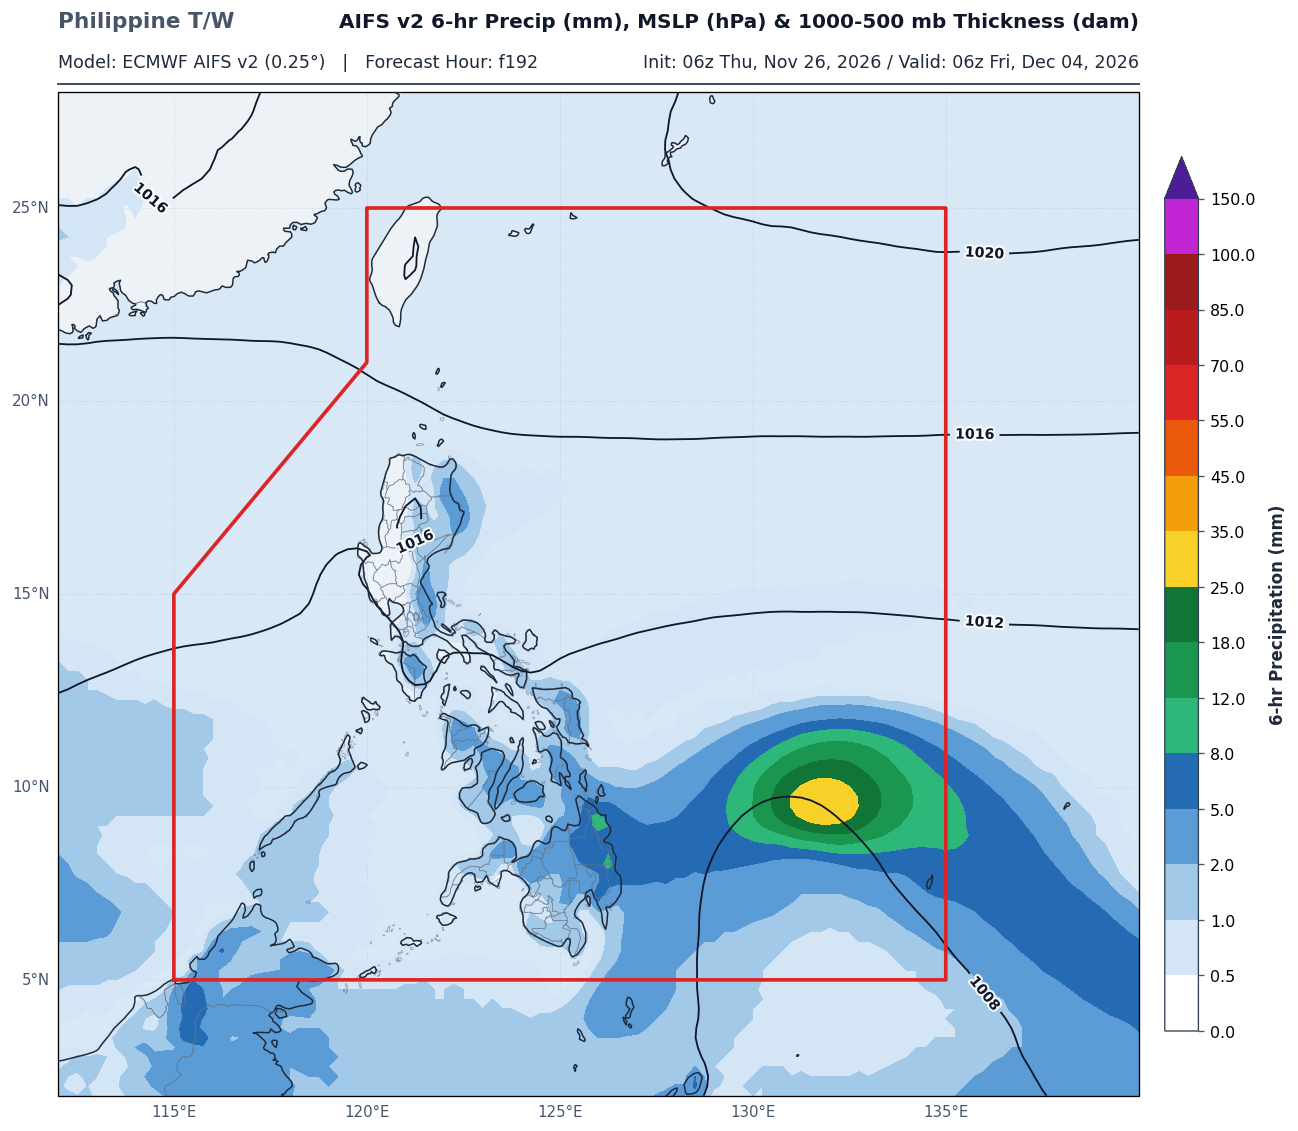 Philippine T/W
AIFS v2 6-hr Precip (mm), MSLP (hPa) & 1000-500 mb Thickness (dam)
Model: ECMWF AIFS v2 (0.25°) | Forecast Hour: f192
Init: 06z Thu, Nov 26, 2026 / Valid: 06z Fri, Dec 04, 2026
25°N
20°N
15°N
10°N
5°N
115°E
120°E
125°E
130°E
135°E
1016
1020
1016
1016
1012
1008
150.0
100.0
85.0
70.0
55.0
45.0
35.0
25.0
18.0
12.0
8.0
5.0
2.0
1.0
0.5
0.0
6-hr Precipitation (mm)